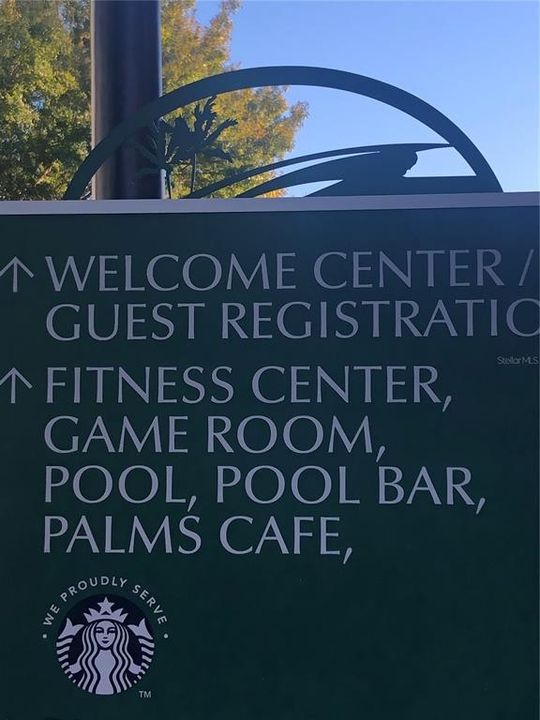 ↑ WELCOME CENTER /
GUEST REGISTRATIO
Stellar MLS
↑ FITNESS CENTER,
GAME ROOM,
POOL, POOL BAR,
PALMS CAFE,
• WE PROUDLY SERVE •
TM